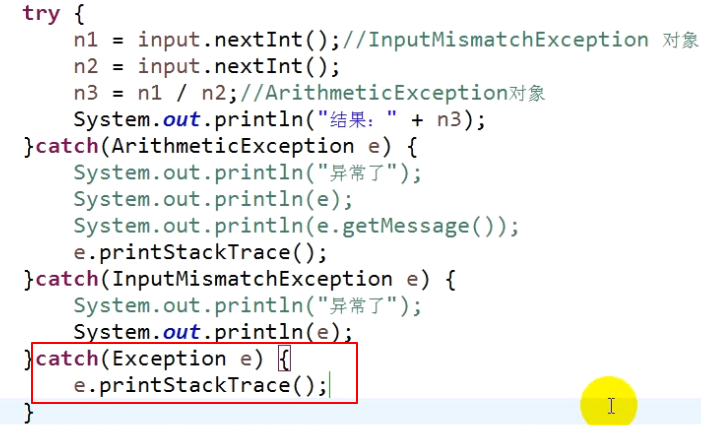 try {
n1 = input.nextInt();//InputMismatchException 对象
n2 = input.nextInt();
n3 = n1 / n2;//ArithmeticException对象
System.out.println("结果：" + n3);
}catch(ArithmeticException e) {
System.out.println("异常了");
System.out.println(e);
System.out.println(e.getMessage());
e.printStackTrace();
}catch(InputMismatchException e) {
System.out.println("异常了");
System.out.println(e);
}catch(Exception e) {
e.printStackTrace();
}